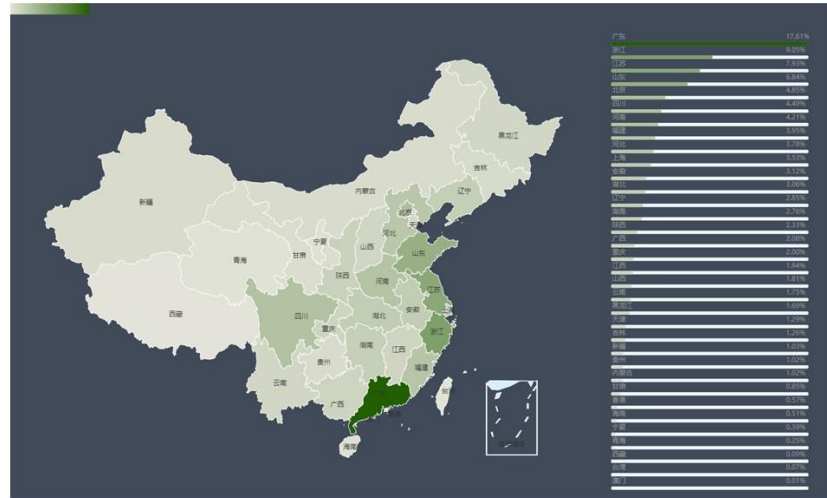 黑龙江
吉林
内蒙古
新疆
辽宁
北京
天
河北
宁夏
山西
山东
青海
甘肃
陕西
河南
江苏
西藏
四川
湖北
安徽
重庆
浙江
湖南
江西
贵州
福建
云南
广西
台
海南
广东 17.61%
浙江 9.05%
江苏 7.93%
山东 6.84%
北京 4.85%
四川 4.49%
河南 4.21%
福建 3.95%
河北 3.78%
上海 3.53%
安徽 3.12%
湖北 3.06%
辽宁 2.85%
湖南 2.76%
陕西 2.33%
广西 2.08%
重庆 2.00%
江西 1.94%
山西 1.81%
云南 1.75%
黑龙江 1.69%
天津 1.29%
吉林 1.26%
新疆 1.03%
贵州 1.02%
内蒙古 1.02%
甘肃 0.85%
香港 0.57%
海南 0.51%
宁夏 0.39%
青海 0.25%
西藏 0.09%
台湾 0.07%
澳门 0.01%